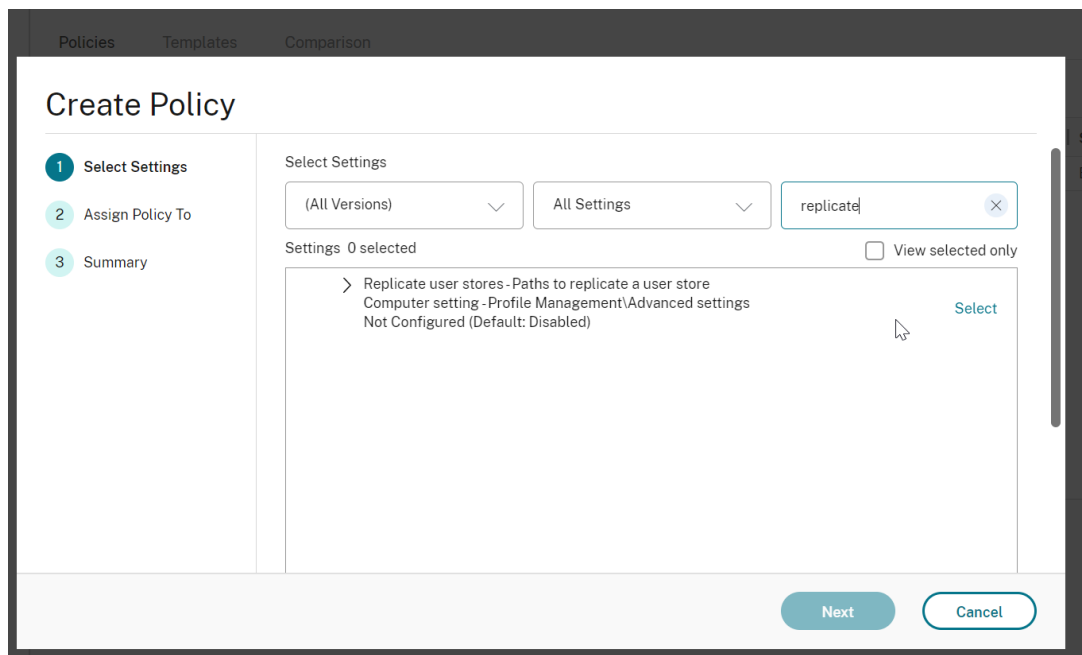 Policies Templates Comparison
Create Policy
1 Select Settings
2 Assign Policy To
3 Summary
Select Settings
(All Versions) All Settings replicate
Settings 0 selected
View selected only
Replicate user stores - Paths to replicate a user store
Computer setting - Profile Management\Advanced settings
Not Configured (Default: Disabled)
Select
Next Cancel